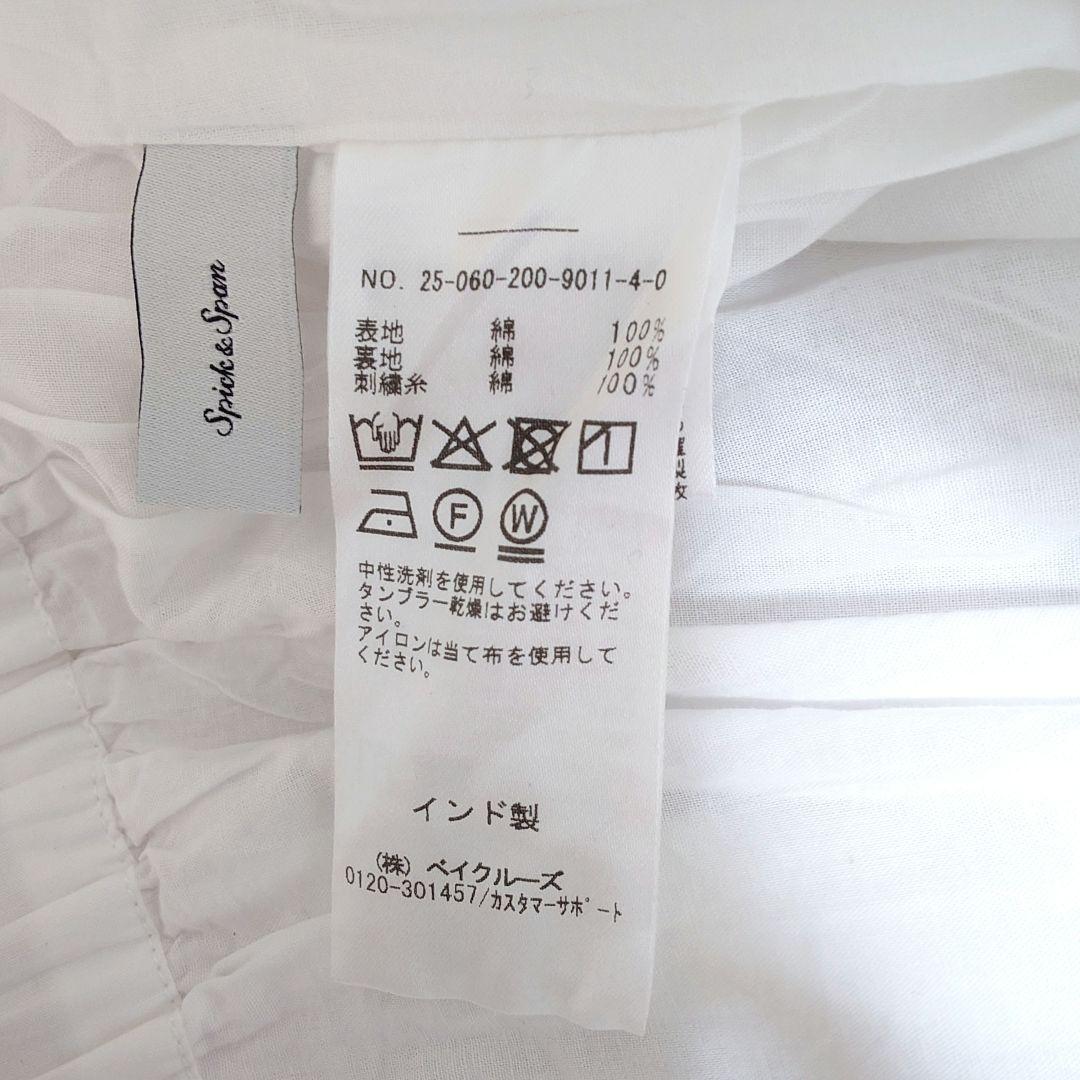 Spick & Span
NO. 25-060-200-9011-4-0
表地 綿 100%
裏地 綿 100%
刺繍糸 綿 100%
F
W
中性洗剤を使用してください。
タンブラー乾燥はお避けくだ
さい。
アイロンは当て布を使用して
ください。
インド製
(株) ベイクルーズ
0120-301457/カスタマーサポート